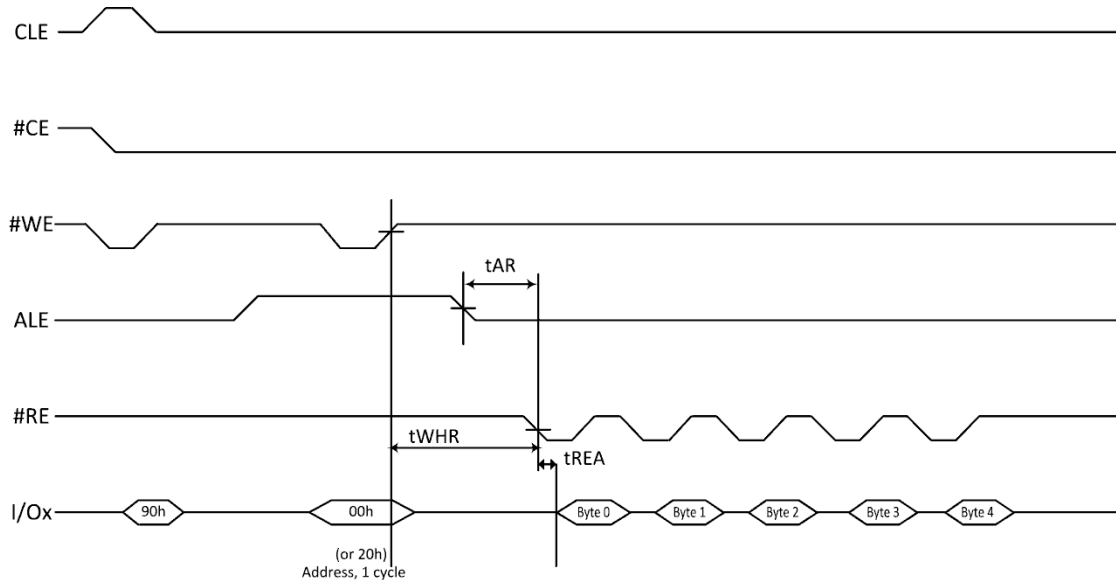 CLE
#CE
#WE
tAR
ALE
#RE
tWHR
tREA
I/Ox
90h
00h
Byte 0
Byte 1
Byte 2
Byte 3
Byte 4
(or 20h)
Address, 1 cycle